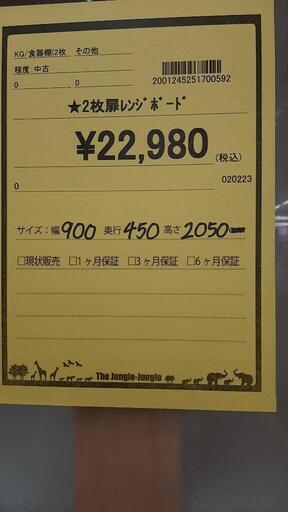 KG/食器棚(2枚 その他
程度:中古
0 0
2001245251700592
★2枚扉ﾚﾝｼﾞﾎﾞｰﾄﾞ
¥22,980(税込)
0 020223
サイズ:幅900 奥行450 高さ2050
□現状販売 □1ヶ月保証 □3ヶ月保証 □6ヶ月保証
The Jungle-Jungle